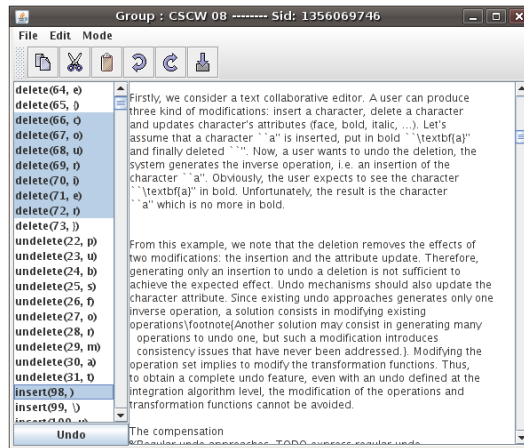 Group : CSCW 08 -------- Sid: 1356069746
File Edit Mode
delete(64, e)
delete(65, {)
delete(66, c)
delete(67, o)
delete(68, u)
delete(69, r)
delete(70, i)
delete(71, e)
delete(72, r)
delete(73, })
undelete(22, p)
undelete(23, u)
undelete(24, b)
undelete(25, s)
undelete(26, f)
undelete(27, o)
undelete(28, r)
undelete(29, m)
undelete(30, a)
undelete(31, t)
insert(98, )
insert(99, \)
Undo
Firstly, we consider a text collaborative editor. A user can produce
three kind of modifications: insert a character, delete a character
and updates character's attributes (face, bold, italic, ...). Let's
assume that a character ``a'' is inserted, put in bold ``\textbf{a}''
and finally deleted ``''. Now, a user wants to undo the deletion, the
system generates the inverse operation, i.e. an insertion of the
character ``a''. Obviously, the user expects to see the character
``\textbf{a}'' in bold. Unfortunately, the result is the character
``a'' which is no more in bold.
From this example, we note that the deletion removes the effects of
two modifications: the insertion and the attribute update. Therefore,
generating only an insertion to undo a deletion is not sufficient to
achieve the expected effect. Undo mechanisms should also update the
character attribute. Since existing undo approaches generates only one
inverse operation, a solution consists in modifying existing
operations\footnote{Another solution may consist in generating many
operations to undo one, but such a modification introduces
consistency issues that have never been addressed.}. Modifying the
operation set implies to modify the transformation functions. Thus,
to obtain a complete undo feature, even with an undo defined at the
integration algorithm level, the modification of the operations and
transformation functions cannot be avoided.
The compensation